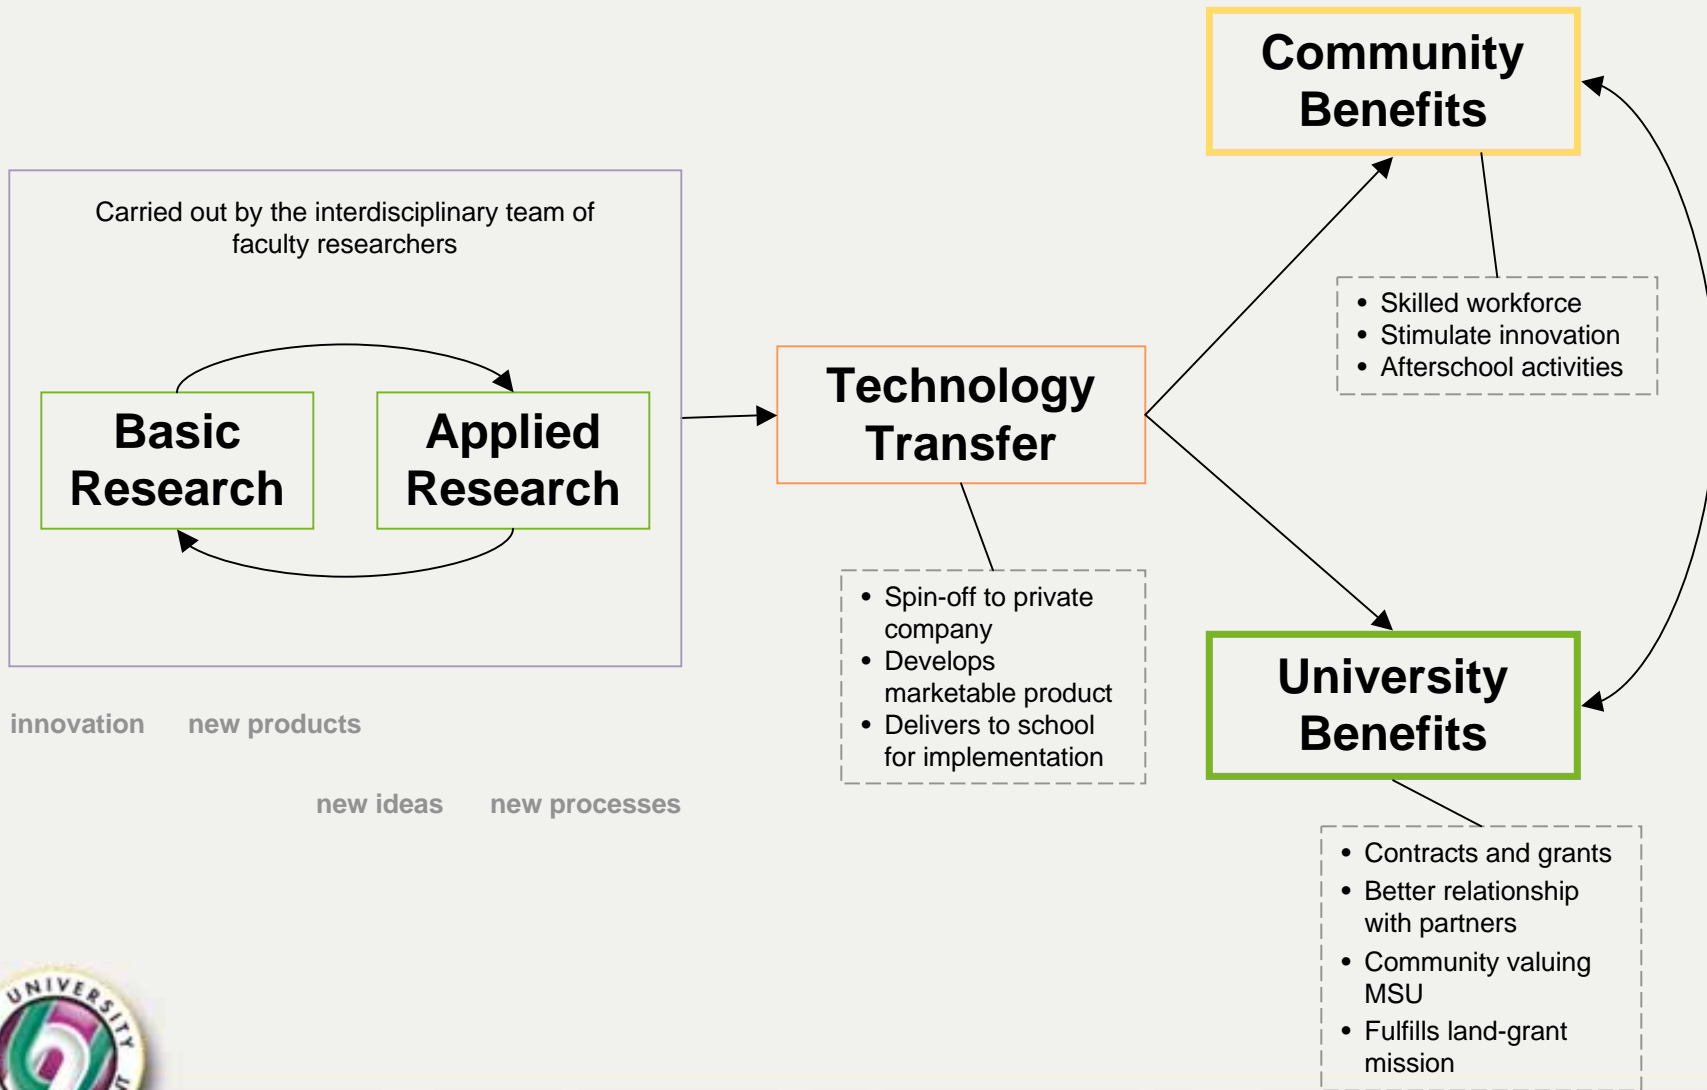 Community
Benefits
Carried out by the interdisciplinary team of
faculty researchers
• Skilled workforce
• Stimulate innovation
• Afterschool activities
Basic
Research
Applied
Research
Technology
Transfer
• Spin-off to private
company
• Develops
marketable product
• Delivers to school
for implementation
University
Benefits
innovation new products
new ideas new processes
• Contracts and grants
• Better relationship
with partners
• Community valuing
MSU
• Fulfills land-grant
mission
UNIVERSITY